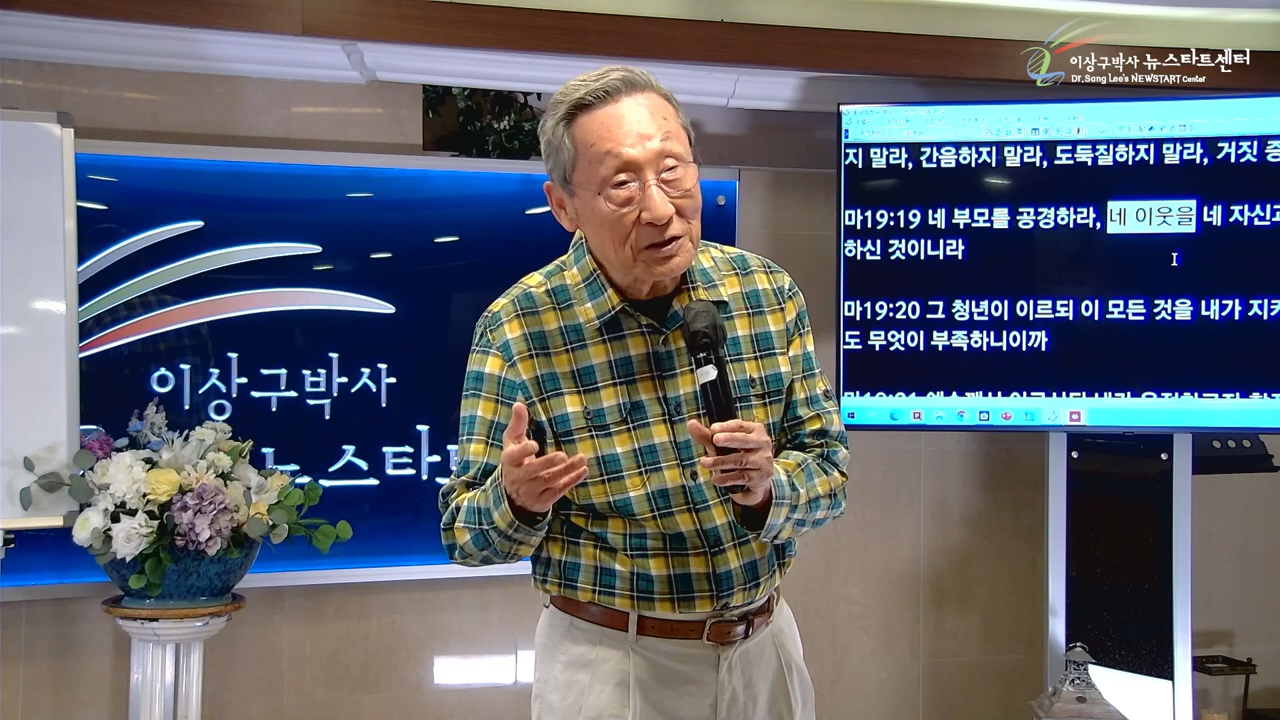 이상구박사 뉴스타트센터
Dr. Sang Lee's NEWSTART Center
지 말라, 간음하지 말라, 도둑질하지 말라, 거짓 증
마19:19 네 부모를 공경하라, 네 이웃을 네 자신과
하신 것이니라
마19:20 그 청년이 이르되 이 모든 것을 내가 지키
도 무엇이 부족하니이까
이상구박사
뉴스타트